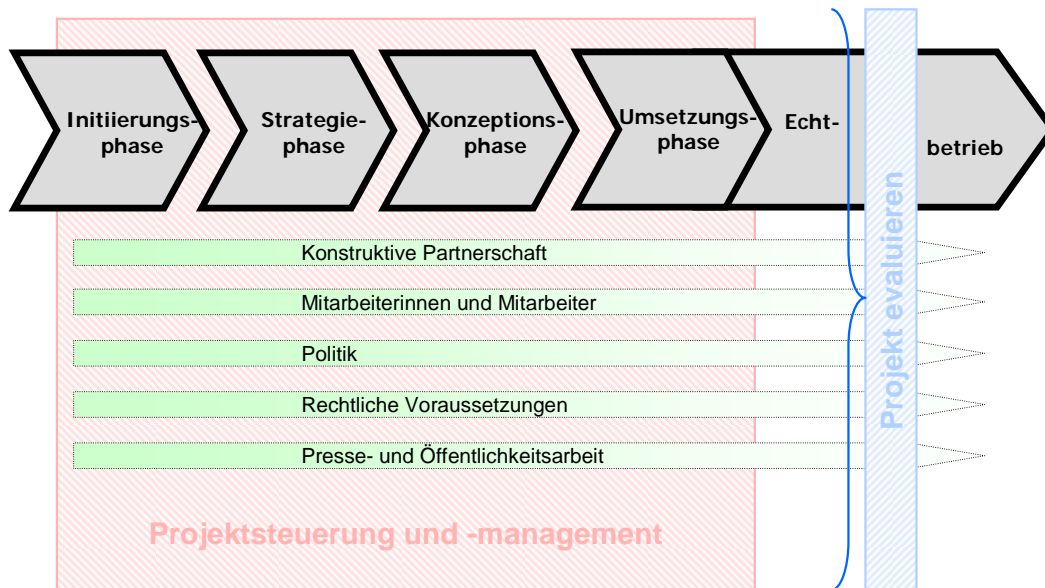 Initiierungs-
phase
Strategie-
phase
Konzeptions-
phase
Umsetzungs-
phase
Echt-
betrieb
Konstruktive Partnerschaft
Mitarbeiterinnen und Mitarbeiter
Politik
Rechtliche Voraussetzungen
Presse- und Öffentlichkeitsarbeit
Projektsteuerung und -management
Projekt evaluieren